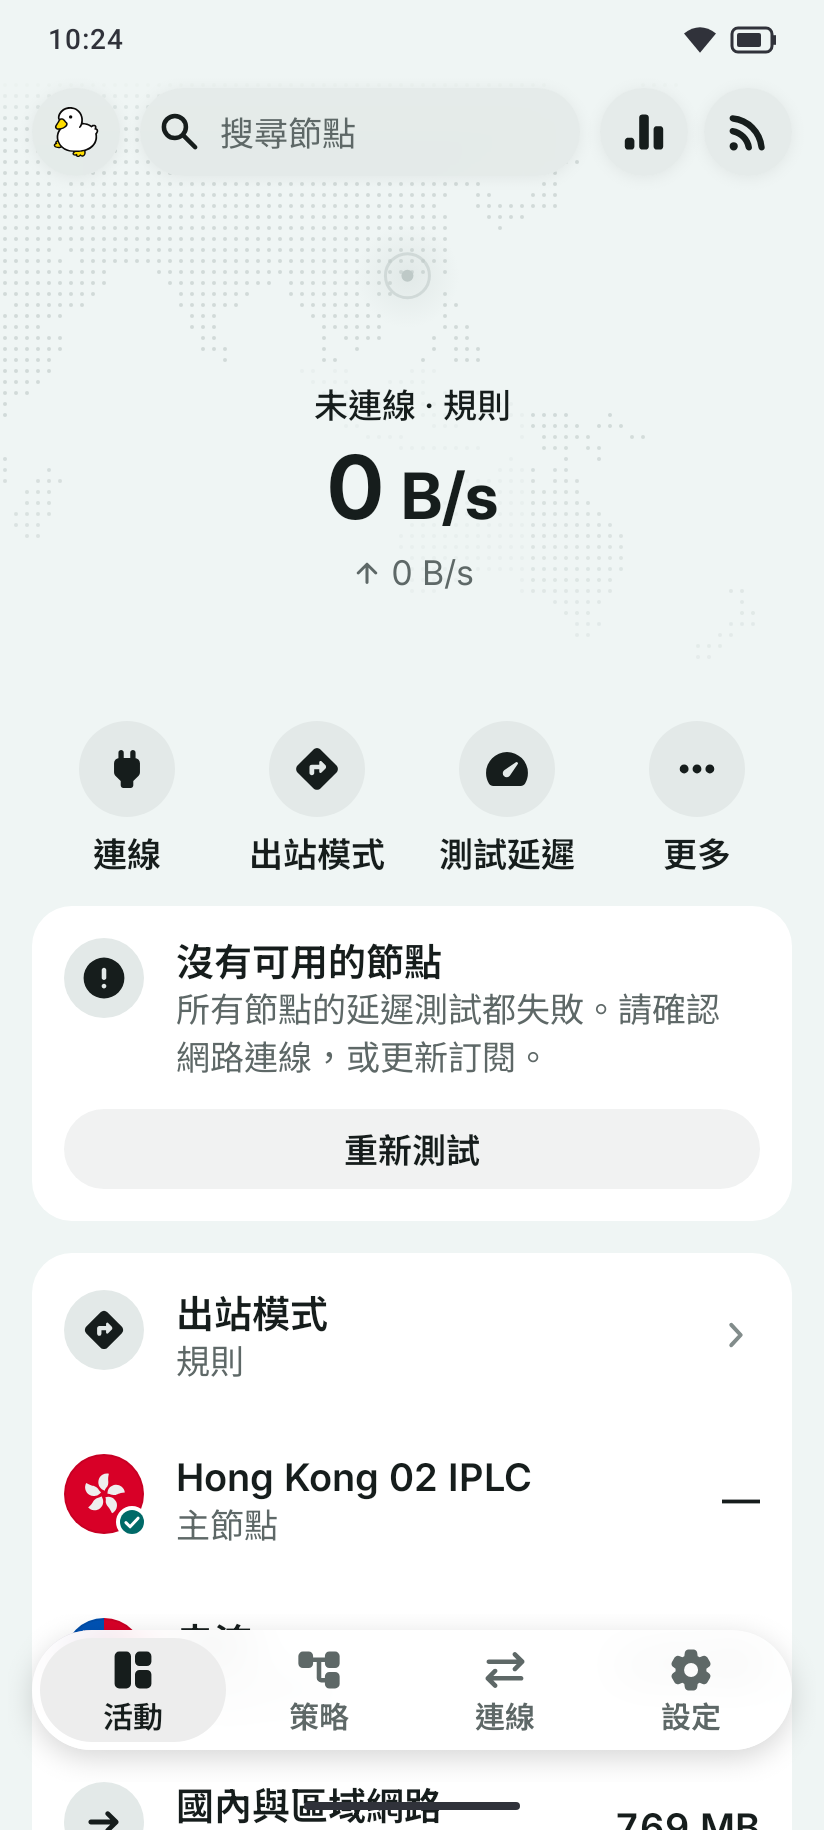 10:24
搜尋節點
未連線 · 規則
0 B/s
↑ 0 B/s
連線
出站模式
測試延遲
更多
沒有可用的節點
所有節點的延遲測試都失敗。請確認
網路連線，或更新訂閱。
重新測試
出站模式
規則
Hong Kong 02 IPLC
—
主節點
活動
策略
連線
設定
國內與區域網路
769 MB